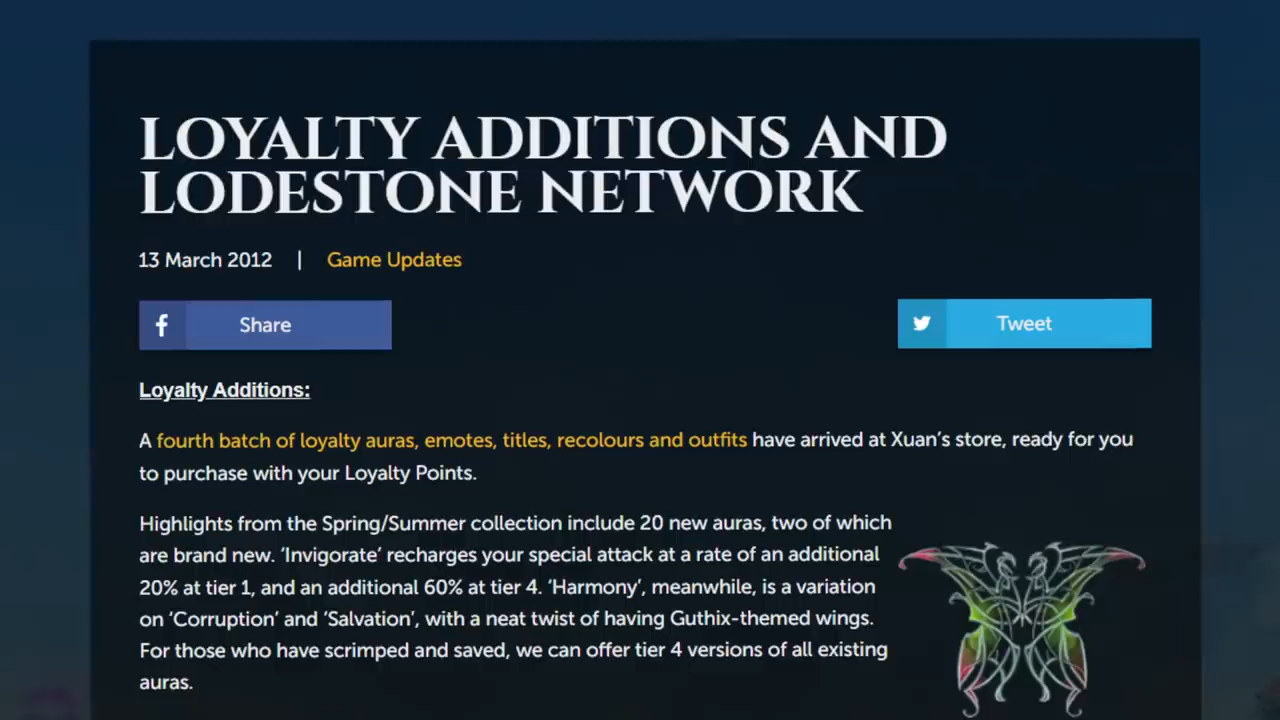 LOYALTY ADDITIONS AND
LODESTONE NETWORK
13 March 2012 | Game Updates
Share
Tweet
Loyalty Additions:
A fourth batch of loyalty auras, emotes, titles, recolours and outfits have arrived at Xuan's store, ready for you
to purchase with your Loyalty Points.
Highlights from the Spring/Summer collection include 20 new auras, two of which
are brand new. ‘Invigorate’ recharges your special attack at a rate of an additional
20% at tier 1, and an additional 60% at tier 4. ‘Harmony’, meanwhile, is a variation
on ‘Corruption’ and ‘Salvation’, with a neat twist of having Guthix-themed wings.
For those who have scrimped and saved, we can offer tier 4 versions of all existing
auras.